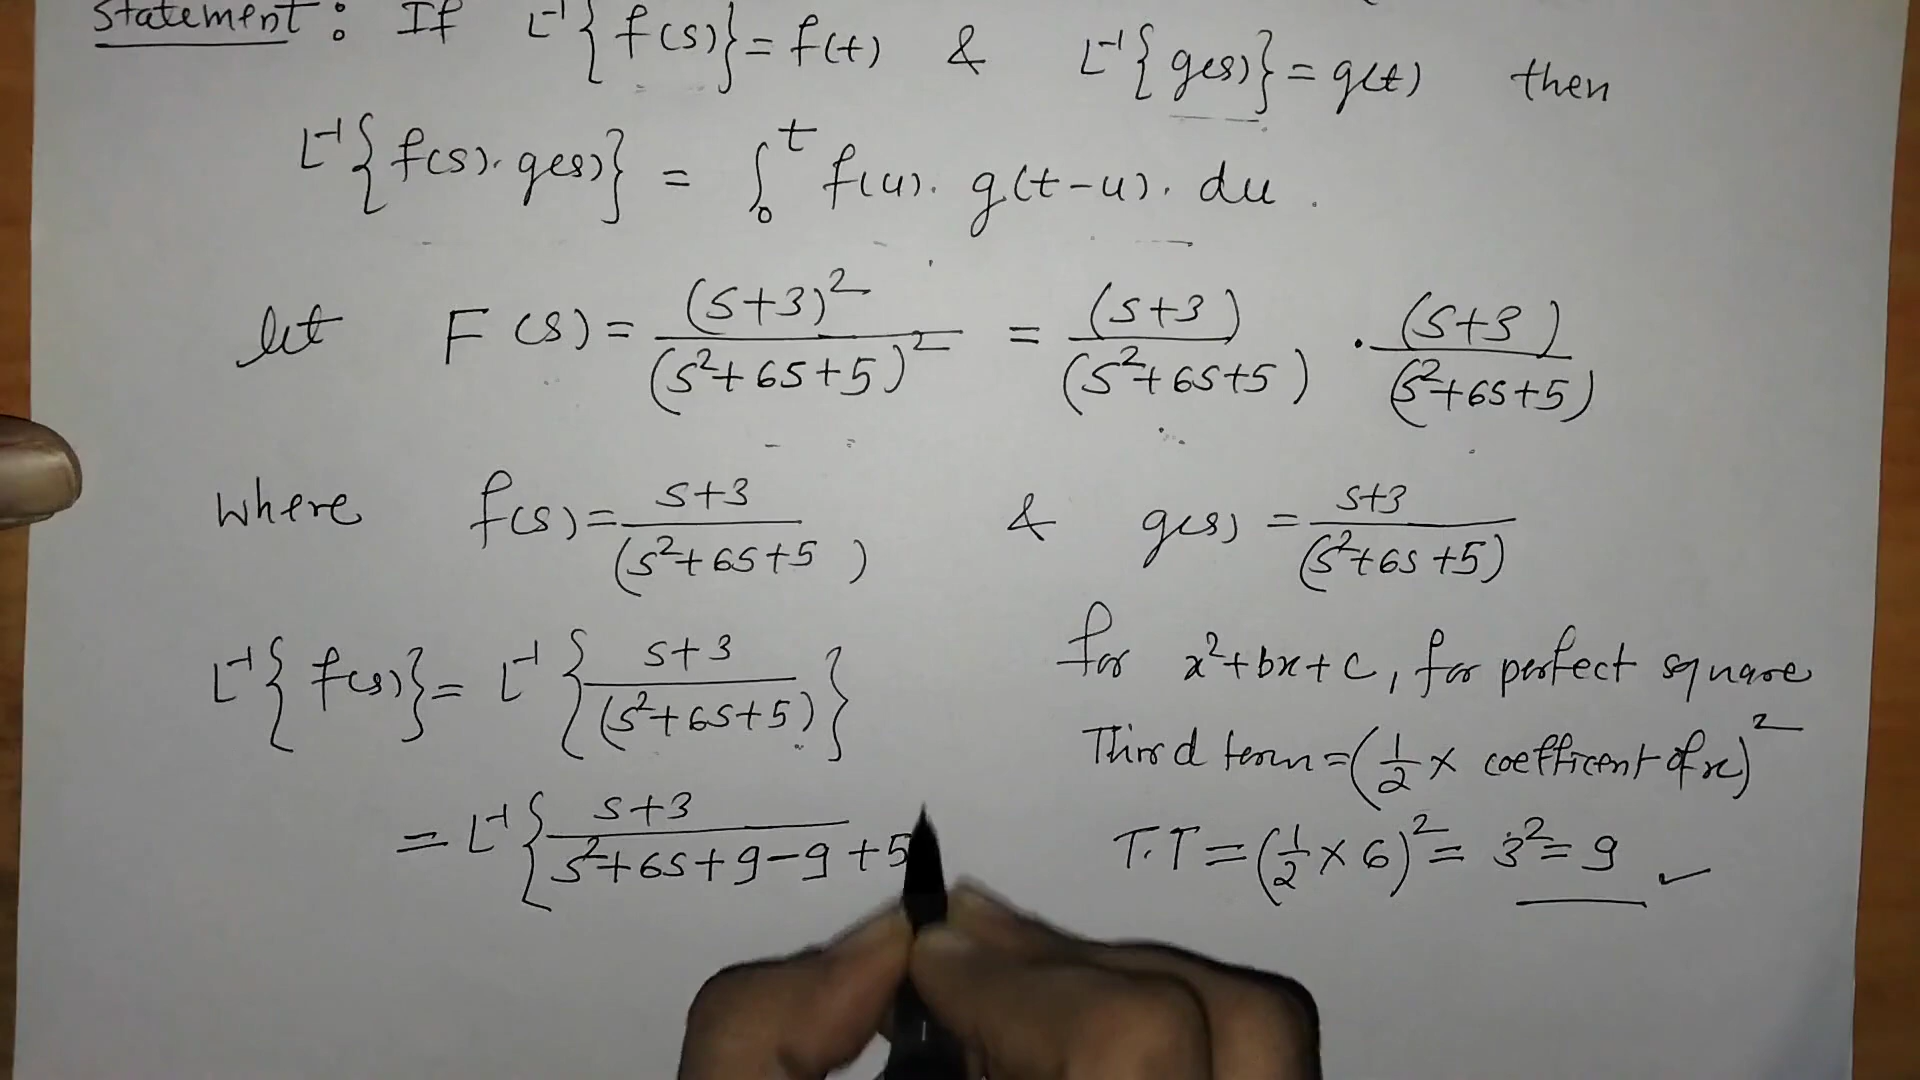 Statement: If L⁻¹{f(s)} = f(t) & L⁻¹{g(s)} = g(t) then
L⁻¹{f(s).g(s)} = ∫₀ᵗ f(u). g(t-u). du.
let F(s) = (s+3)²/(s²+6s+5)² = (s+3)/(s²+6s+5) · (s+3)/(s²+6s+5)
where f(s) = s+3/(s²+6s+5) & g(s) = s+3/(s²+6s+5)
L⁻¹{f(s)} = L⁻¹{s+3/(s²+6s+5)}
= L⁻¹{s+3/s²+6s+9-9+5
for x²+bx+c, for perfect square
Third term = (1/2 × coefficent of x)²
T.T = (1/2 × 6)² = 3² = 9 ✓